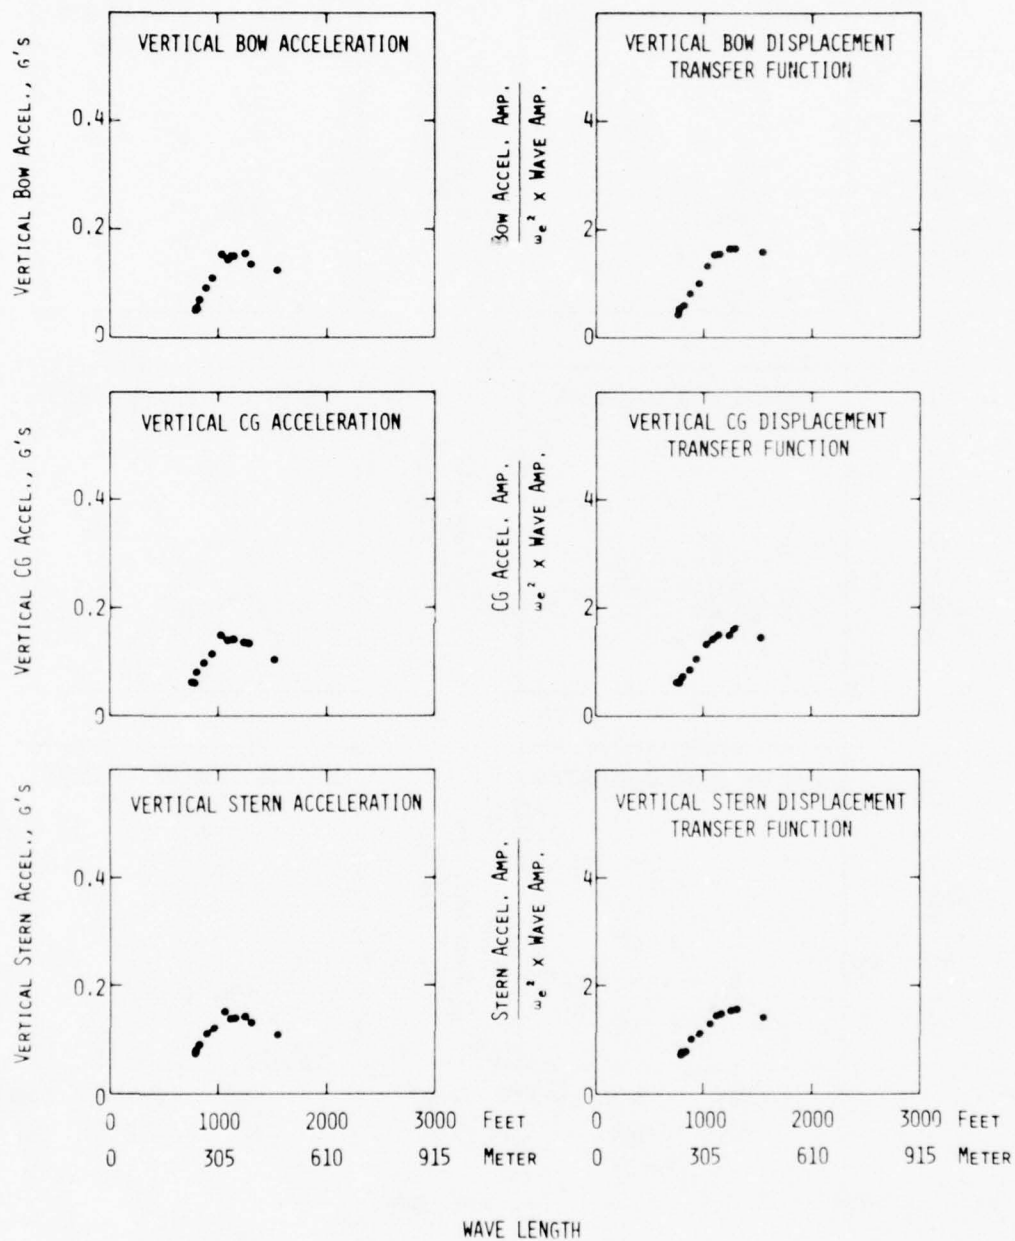 VERTICAL BOW ACCELERATION
VERTICAL BOW ACCEL., G'S
0.4
0.2
0
VERTICAL BOW DISPLACEMENT
TRANSFER FUNCTION
BOW ACCEL. AMP.
ωe² X WAVE AMP.
4
2
0
VERTICAL CG ACCELERATION
VERTICAL CG ACCEL., G'S
0.4
0.2
0
VERTICAL CG DISPLACEMENT
TRANSFER FUNCTION
CG ACCEL. AMP.
ωe² X WAVE AMP.
4
2
0
VERTICAL STERN ACCELERATION
VERTICAL STERN ACCEL., G'S
0.4
0.2
0
VERTICAL STERN DISPLACEMENT
TRANSFER FUNCTION
STERN ACCEL. AMP.
ωe² X WAVE AMP.
4
2
0
0 1000 2000 3000 FEET
0 305 610 915 METER
0 1000 2000 3000 FEET
0 305 610 915 METER
WAVE LENGTH